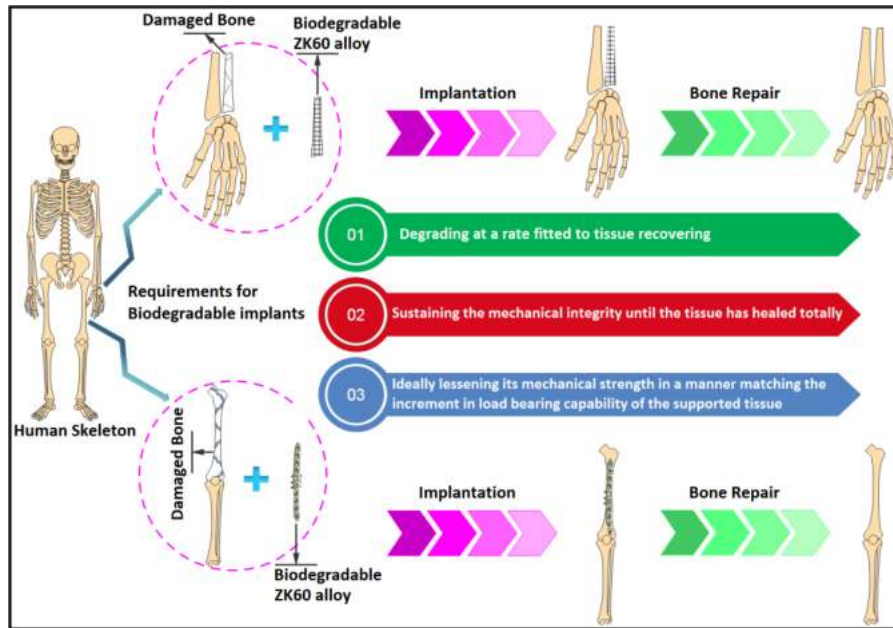 Damaged Bone
Biodegradable
ZK60 alloy
Implantation
Bone Repair
01
Degrading at a rate fitted to tissue recovering
Requirements for
Biodegradable implants
02
Sustaining the mechanical integrity until the tissue has healed totally
03
Ideally lessening its mechanical strength in a manner matching the
increment in load bearing capability of the supported tissue
Human Skeleton
Damaged Bone
Implantation
Bone Repair
Biodegradable
ZK60 alloy